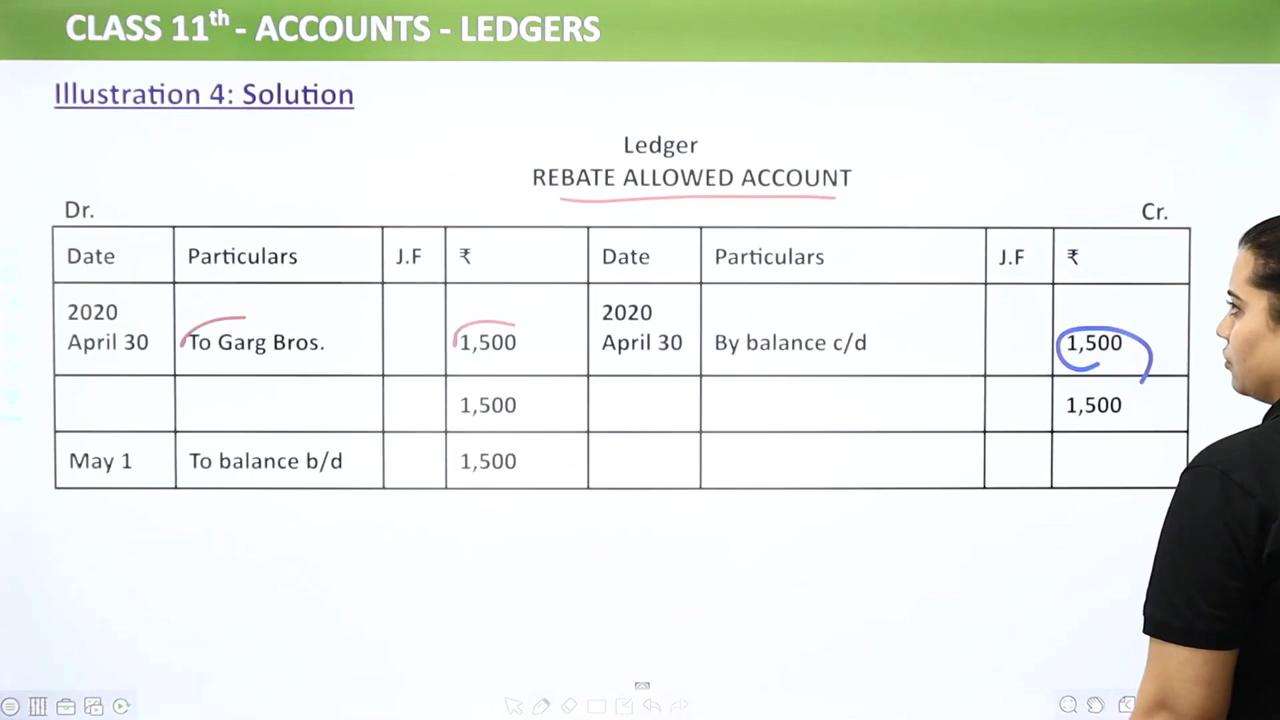 CLASS 11th - ACCOUNTS - LEDGERS
Illustration 4: Solution
Ledger
REBATE ALLOWED ACCOUNT
Dr. Cr.
Date Particulars J.F ₹ Date Particulars J.F ₹
2020 2020
April 30 To Garg Bros. 1,500 April 30 By balance c/d 1,500
1,500 1,500
May 1 To balance b/d 1,500